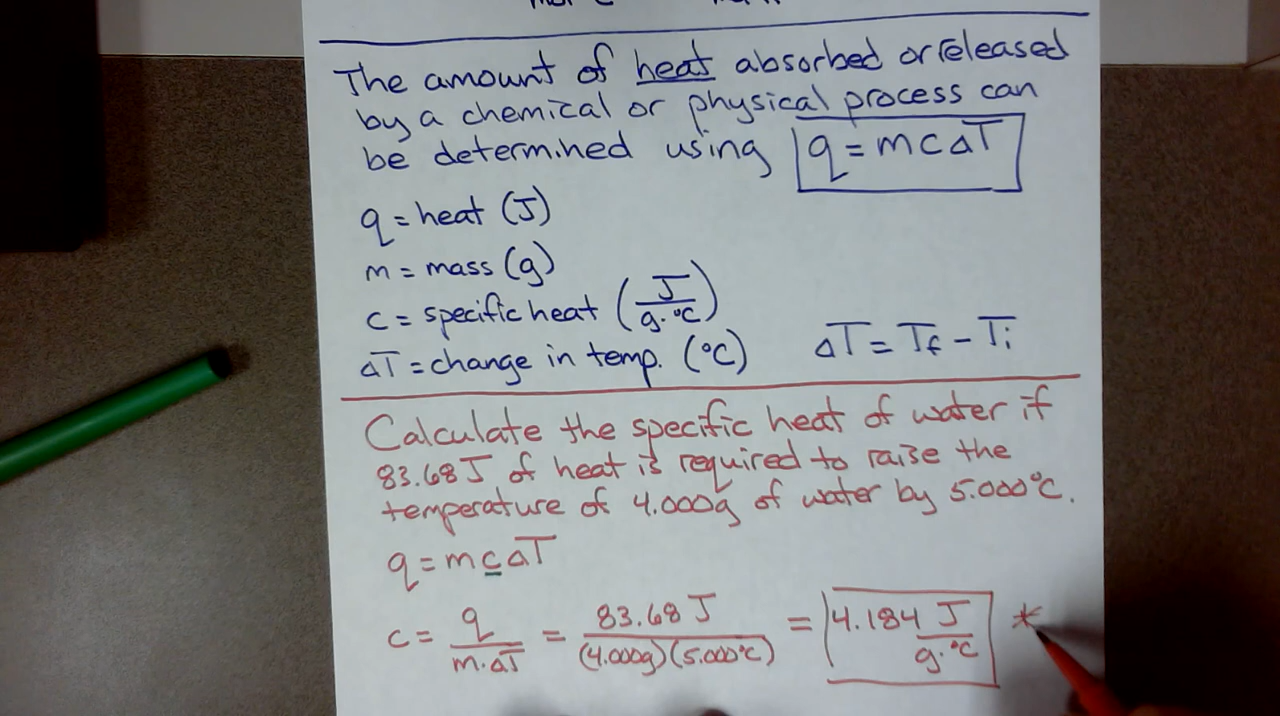 The amount of heat absorbed or released
by a chemical or physical process can
be determined using q = mcΔT
q = heat (J)
m = mass (g)
c = specific heat (J/g·°C)
ΔT = change in temp. (°C) ΔT = Tf - Ti
Calculate the specific heat of water if
83.68 J of heat is required to raise the
temperature of 4.000g of water by 5.000°C.
q = mcΔT
c = q/m·ΔT = 83.68 J/(4.000g)(5.000°C) = 4.184 J/g·°C *